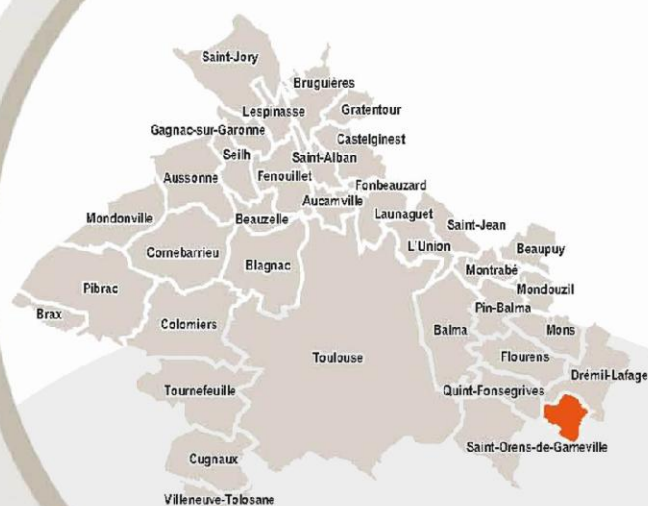 Saint-Jory
Bruguières
Lespinasse
Gratentour
Gagnac-sur-Garonne
Castelginest
Seilh
Saint-Alban
Aussonne
Fenouillet
Fonbeauzard
Aucamville
Mondonville
Beauzelle
Launaguet
Saint-Jean
L'Union
Beaupuy
Cornebarrieu
Blagnac
Montrabé
Pibrac
Mondouzil
Brax
Pin-Balma
Colomiers
Balma
Mons
Toulouse
Flourens
Drémil-Lafage
Tournefeuille
Quint-Fonsegrives
Saint-Orens-de-Gameville
Cugnaux
Villeneuve-Tolosane